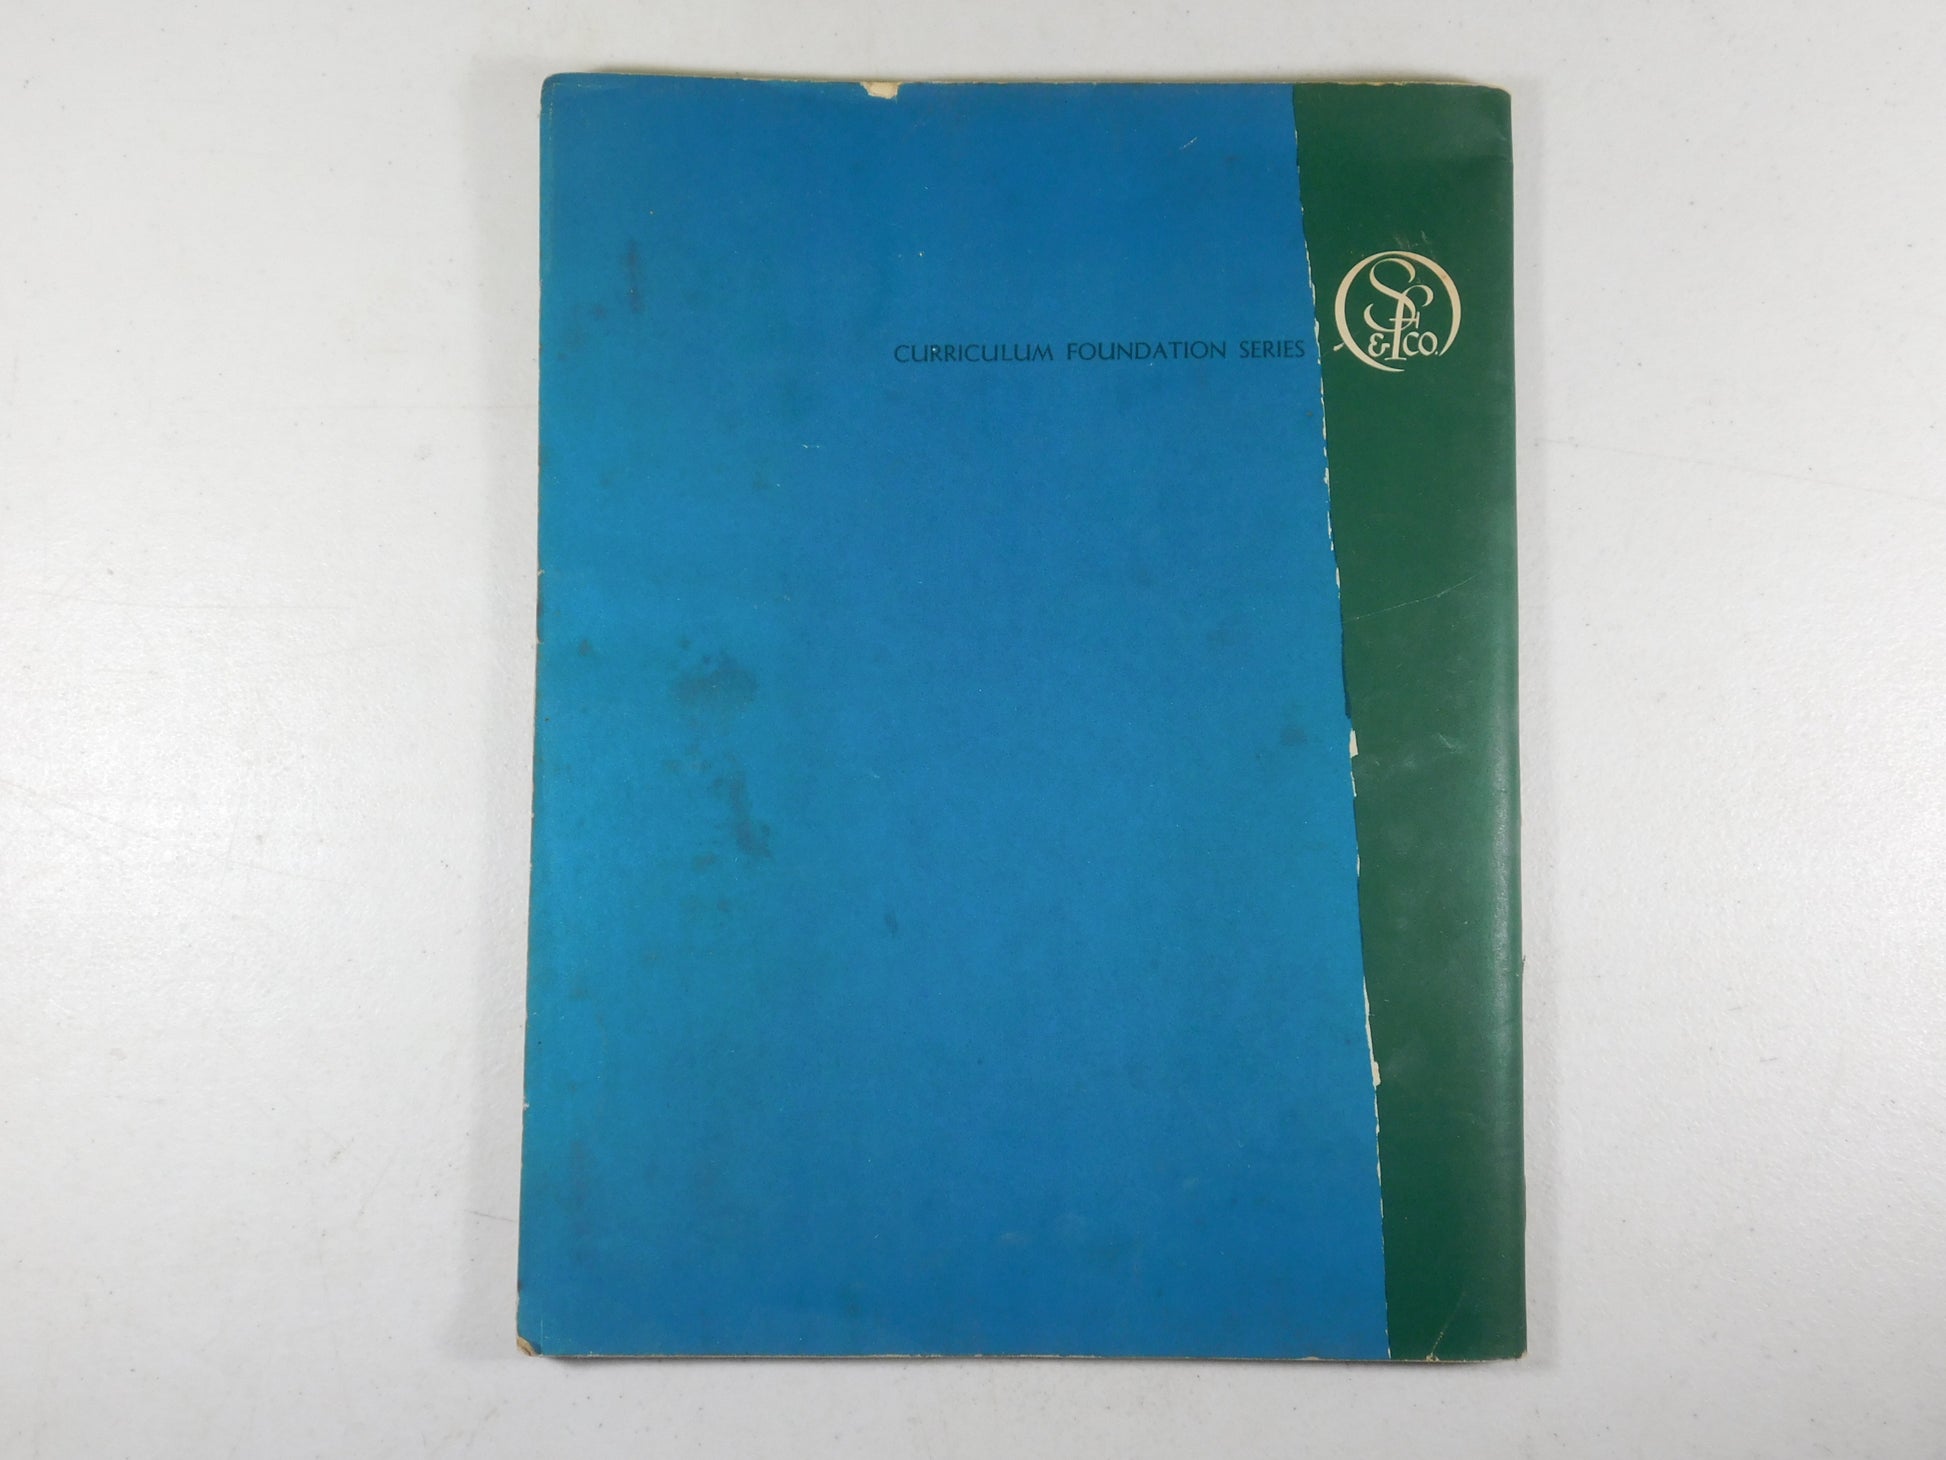 CURRICULUM FOUNDATION SERIES
SF
& CO.